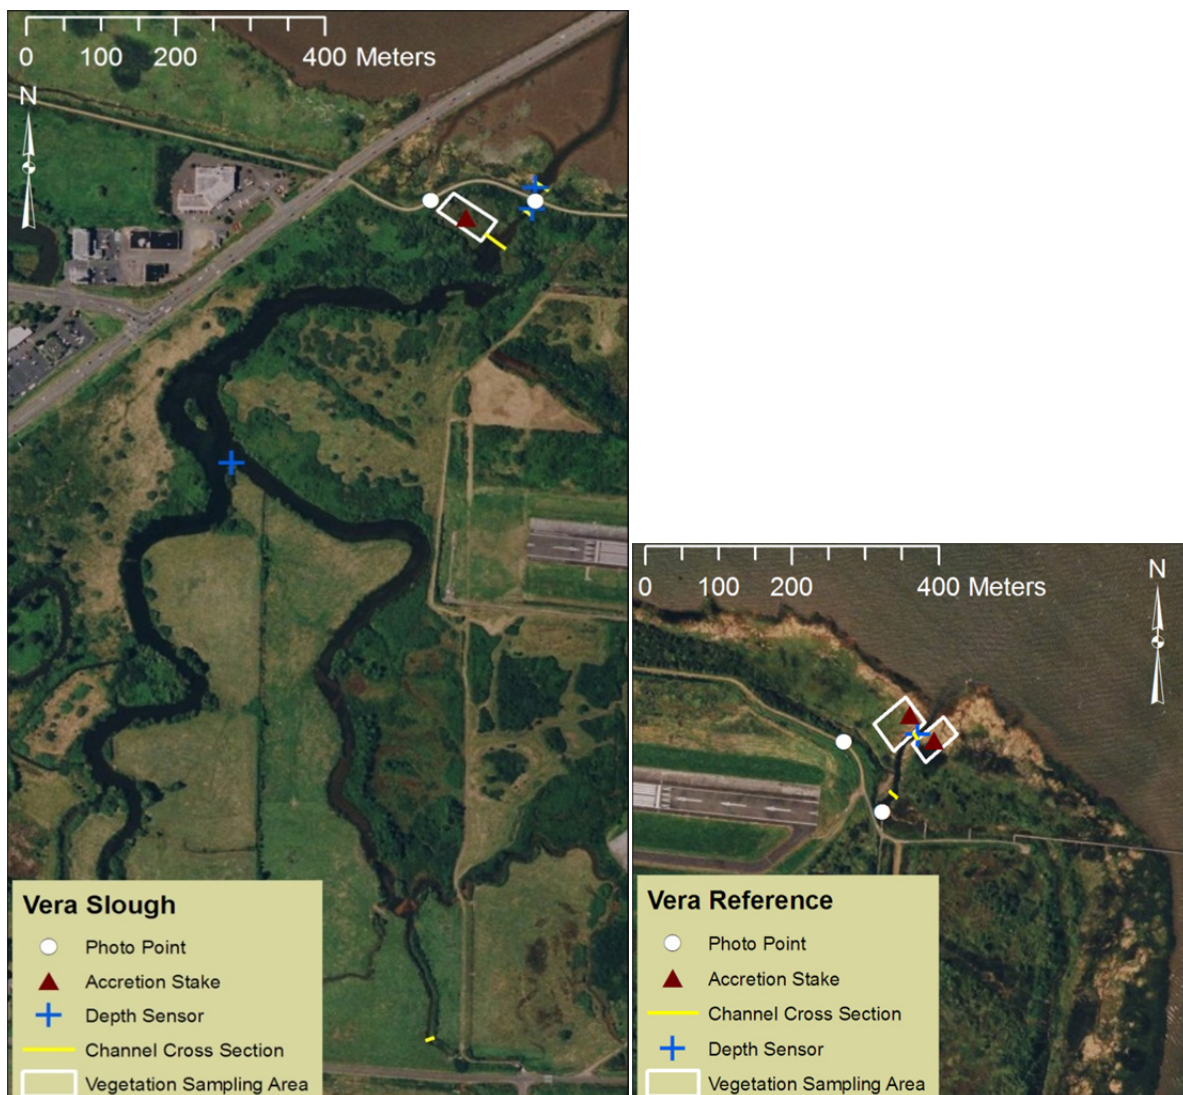 0 100 200 400 Meters
N
Vera Slough
Photo Point
Accretion Stake
Depth Sensor
Channel Cross Section
Vegetation Sampling Area
0 100 200 400 Meters
N
Vera Reference
Photo Point
Accretion Stake
Channel Cross Section
Depth Sensor
Vegetation Sampling Area